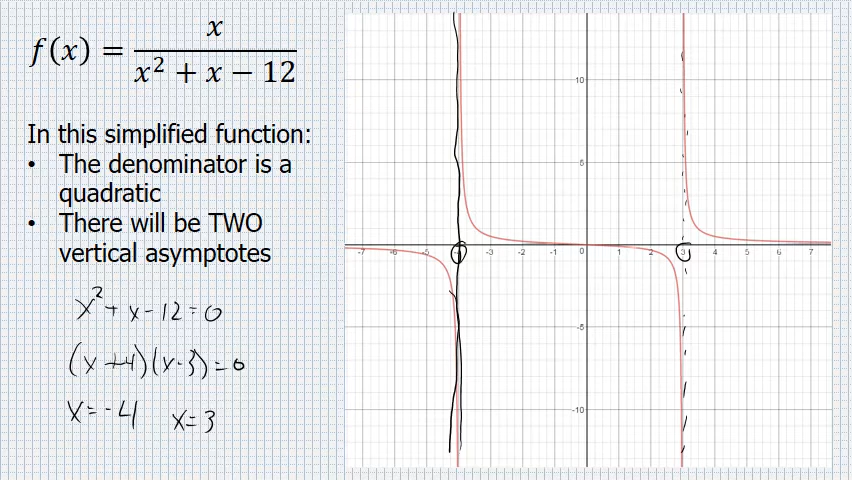 f(x) = x / (x² + x − 12)
In this simplified function:
• The denominator is a
quadratic
• There will be TWO
vertical asymptotes
x² + x - 12 = 0
(x + 4)(x - 3) = 0
x = -4 x = 3
10
5
-7 -6 -4 -3 -2 -1 0 1 2 3 4 5 6 7
-5
-10